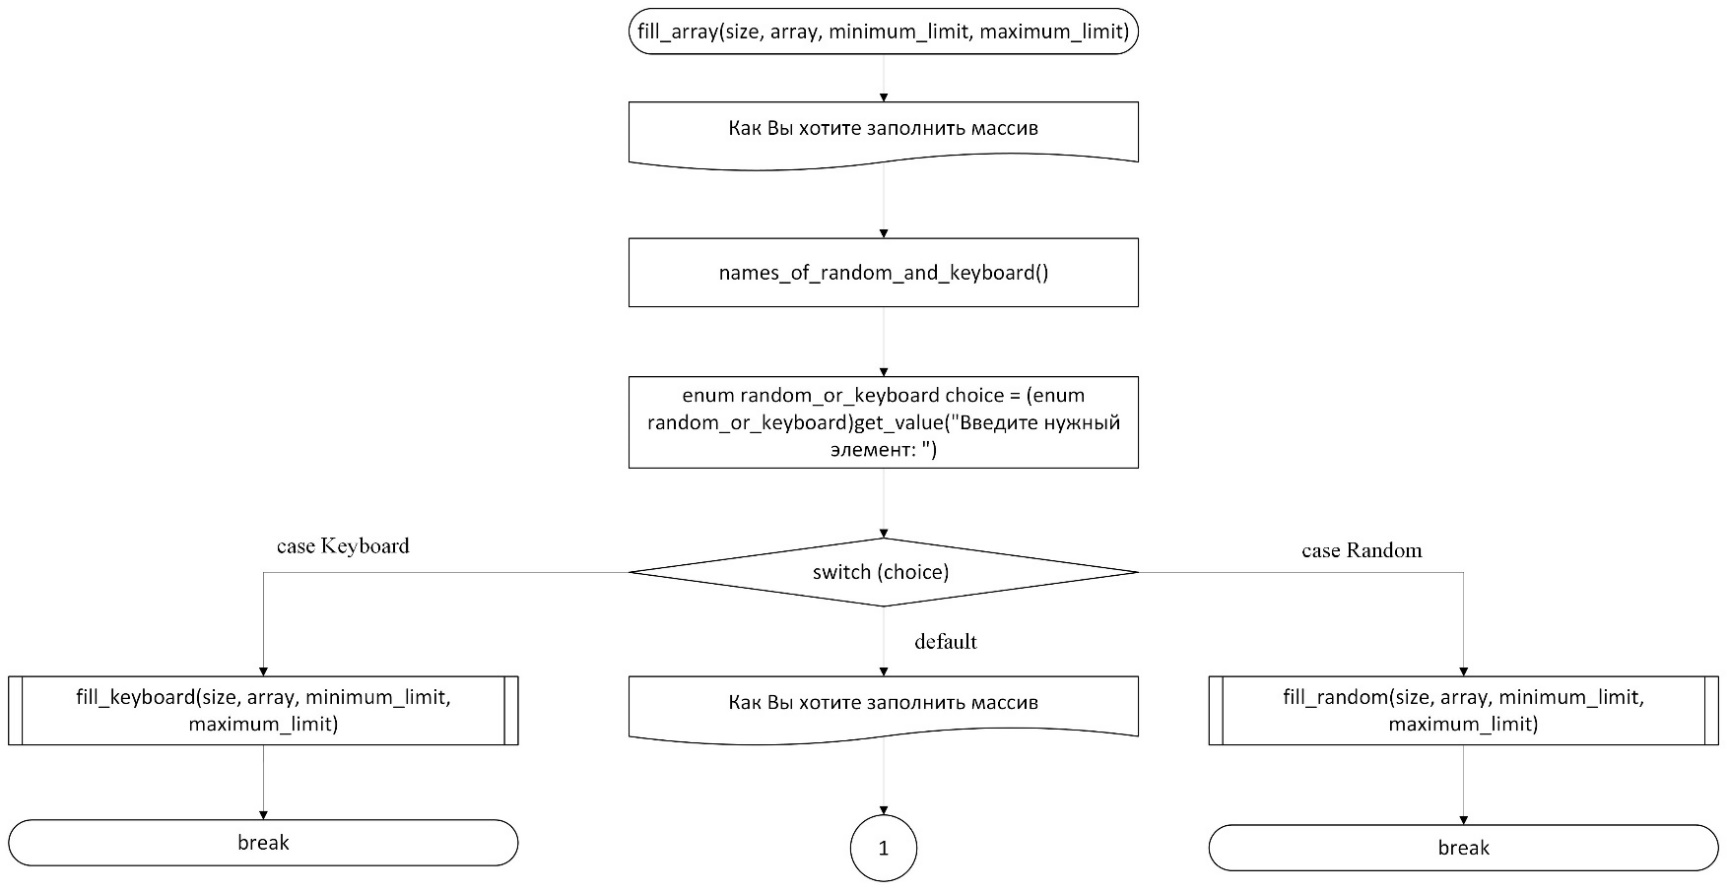 fill_array(size, array, minimum_limit, maximum_limit)
Как Вы хотите заполнить массив
names_of_random_and_keyboard()
enum random_or_keyboard choice = (enum
random_or_keyboard)get_value("Введите нужный
элемент: ")
case Keyboard
case Random
switch (choice)
default
fill_keyboard(size, array, minimum_limit,
maximum_limit)
Как Вы хотите заполнить массив
fill_random(size, array, minimum_limit,
maximum_limit)
break
1
break